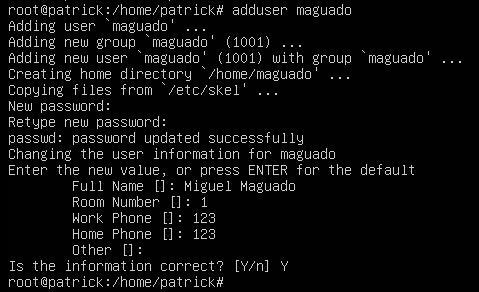 root@patrick:/home/patrick# adduser maguado
Adding user `maguado' ...
Adding new group `maguado' (1001) ...
Adding new user `maguado' (1001) with group `maguado' ...
Creating home directory `/home/maguado' ...
Copying files from `/etc/skel' ...
New password:
Retype new password:
passwd: password updated successfully
Changing the user information for maguado
Enter the new value, or press ENTER for the default
Full Name []: Miguel Maguado
Room Number []: 1
Work Phone []: 123
Home Phone []: 123
Other []:
Is the information correct? [Y/n] Y
root@patrick:/home/patrick#